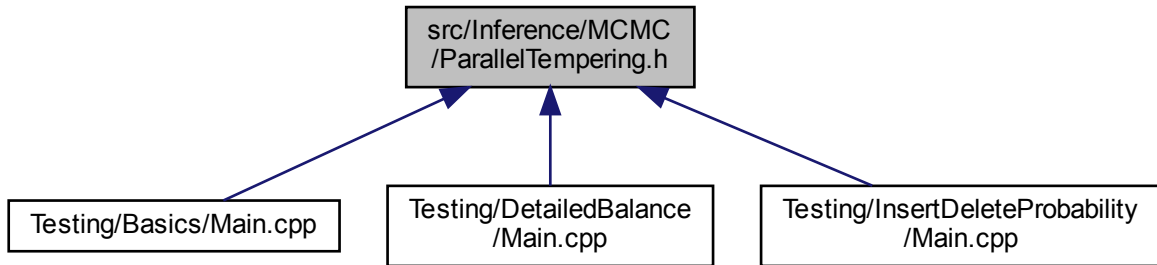 src/Inference/MCMC
/ParallelTempering.h
Testing/Basics/Main.cpp
Testing/DetailedBalance
/Main.cpp
Testing/InsertDeleteProbability
/Main.cpp